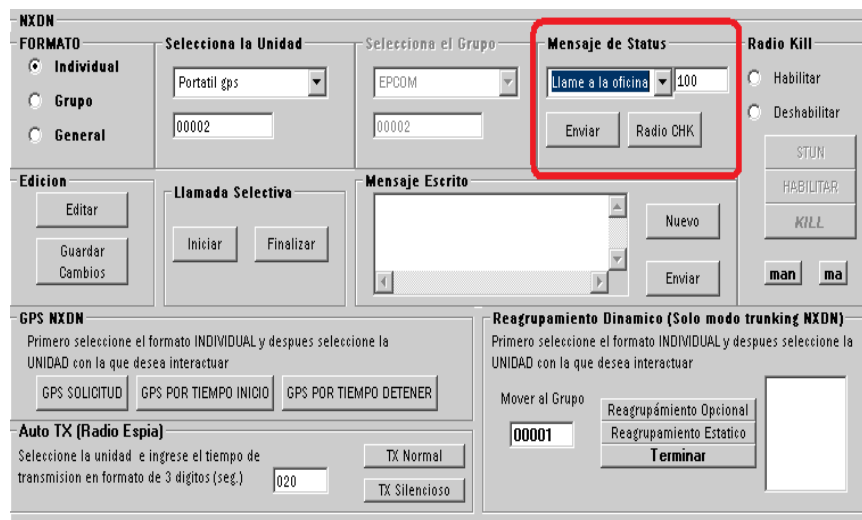 NXDN
FORMATO
Individual
Grupo
General
Selecciona la Unidad
Portatil gps
00002
Selecciona el Grupo
EPCOM
00002
Mensaje de Status
Llame a la oficina 100
Enviar Radio CHK
Radio Kill
Habilitar
Deshabilitar
STUN
HABILITAR
KILL
man ma
Edicion
Editar
Guardar
Cambios
Llamada Selectiva
Iniciar Finalizar
Mensaje Escrito
Nuevo
Enviar
GPS NXDN
Primero seleccione el formato INDIVIDUAL y despues seleccione la
UNIDAD con la que desea interactuar
GPS SOLICITUD GPS POR TIEMPO INICIO GPS POR TIEMPO DETENER
Auto TX (Radio Espia)
Seleccione la unidad e ingrese el tiempo de
transmision en formato de 3 digitos (seg.) 020
TX Normal
TX Silencioso
Reagrupamiento Dinamico (Solo modo trunking NXDN)
Primero seleccione el formato INDIVIDUAL y despues seleccione la
UNIDAD con la que desea interactuar
Mover al Grupo
00001
Reagrupámiento Opcional
Reagrupamiento Estatico
Terminar